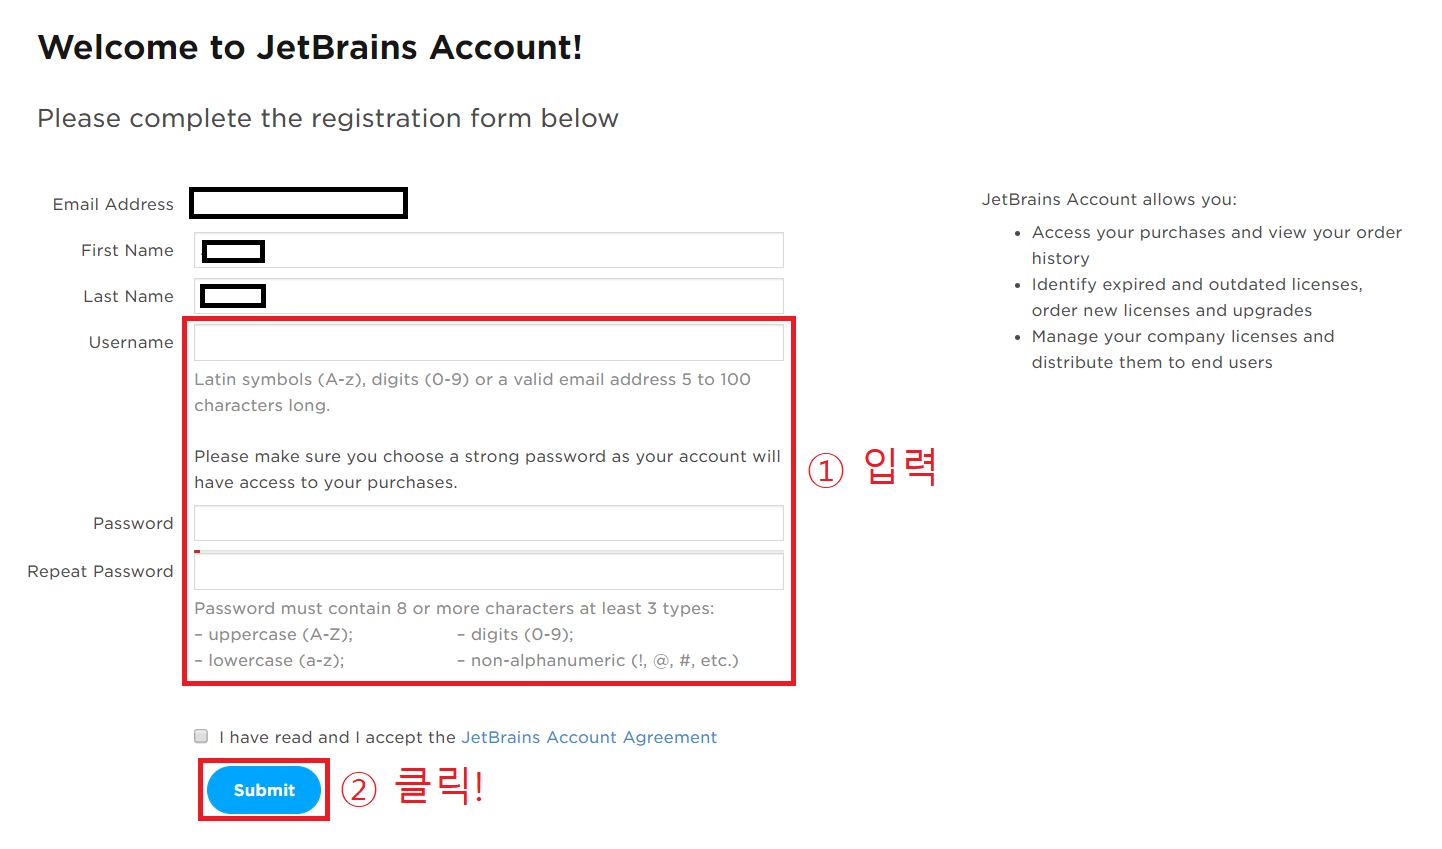 Welcome to JetBrains Account!
Please complete the registration form below
Email Address
First Name
Last Name
Username
Latin symbols (A-z), digits (0-9) or a valid email address 5 to 100
characters long.
Please make sure you choose a strong password as your account will
have access to your purchases.
① 입력
Password
Repeat Password
Password must contain 8 or more characters at least 3 types:
– uppercase (A-Z); – digits (0-9);
– lowercase (a-z); – non-alphanumeric (!, @, #, etc.)
I have read and I accept the JetBrains Account Agreement
Submit ② 클릭!
JetBrains Account allows you:
• Access your purchases and view your order
history
• Identify expired and outdated licenses,
order new licenses and upgrades
• Manage your company licenses and
distribute them to end users